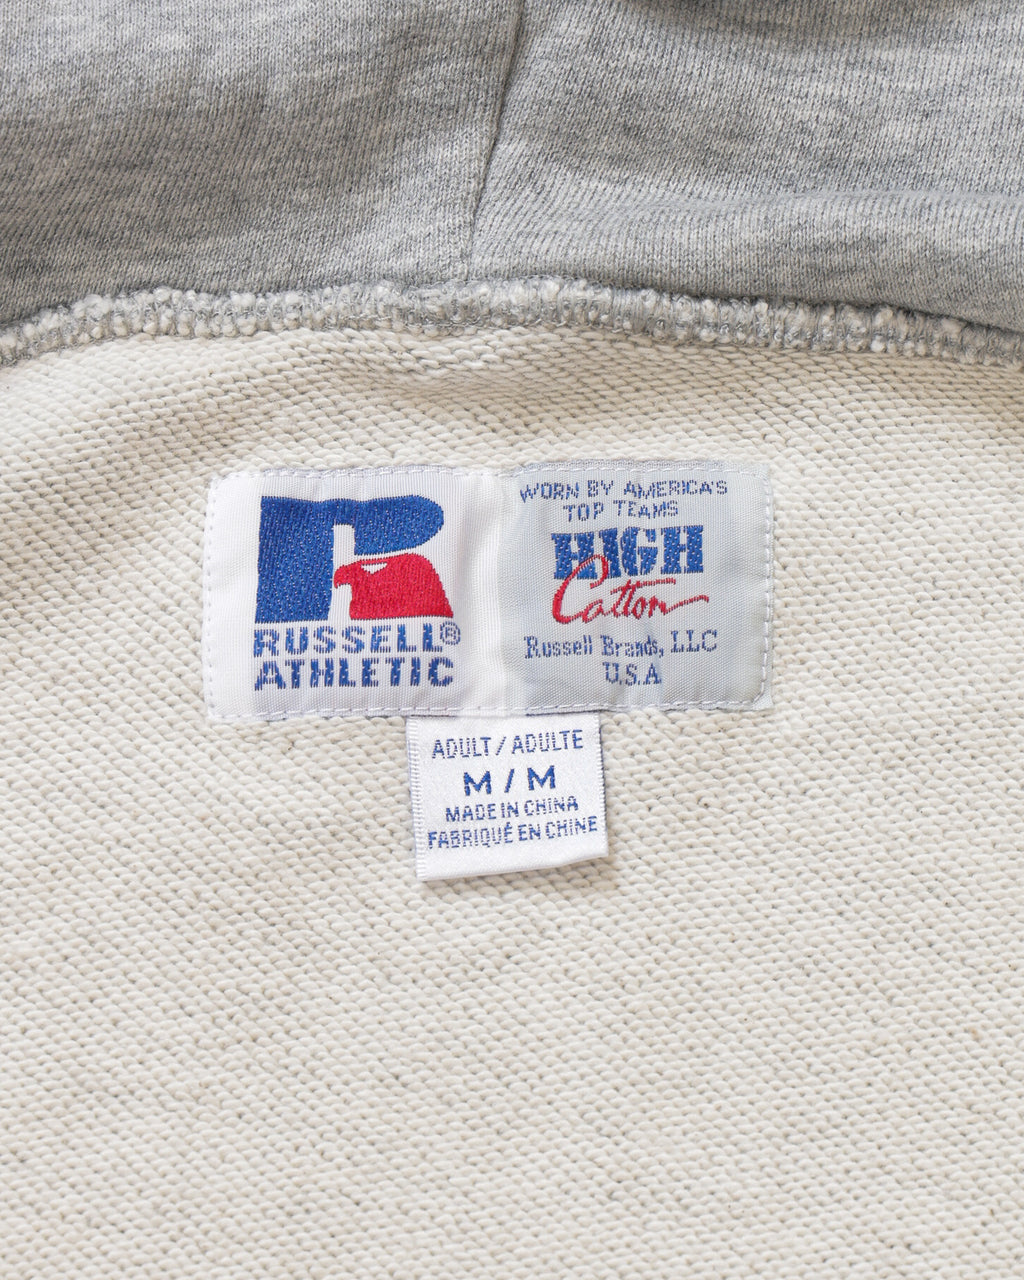 RUSSELL®
ATHLETIC
WORN BY AMERICA'S
TOP TEAMS
HIGH
Cotton
Russell Brands, LLC
U.S.A
ADULT / ADULTE
M / M
MADE IN CHINA
FABRIQUÉ EN CHINE